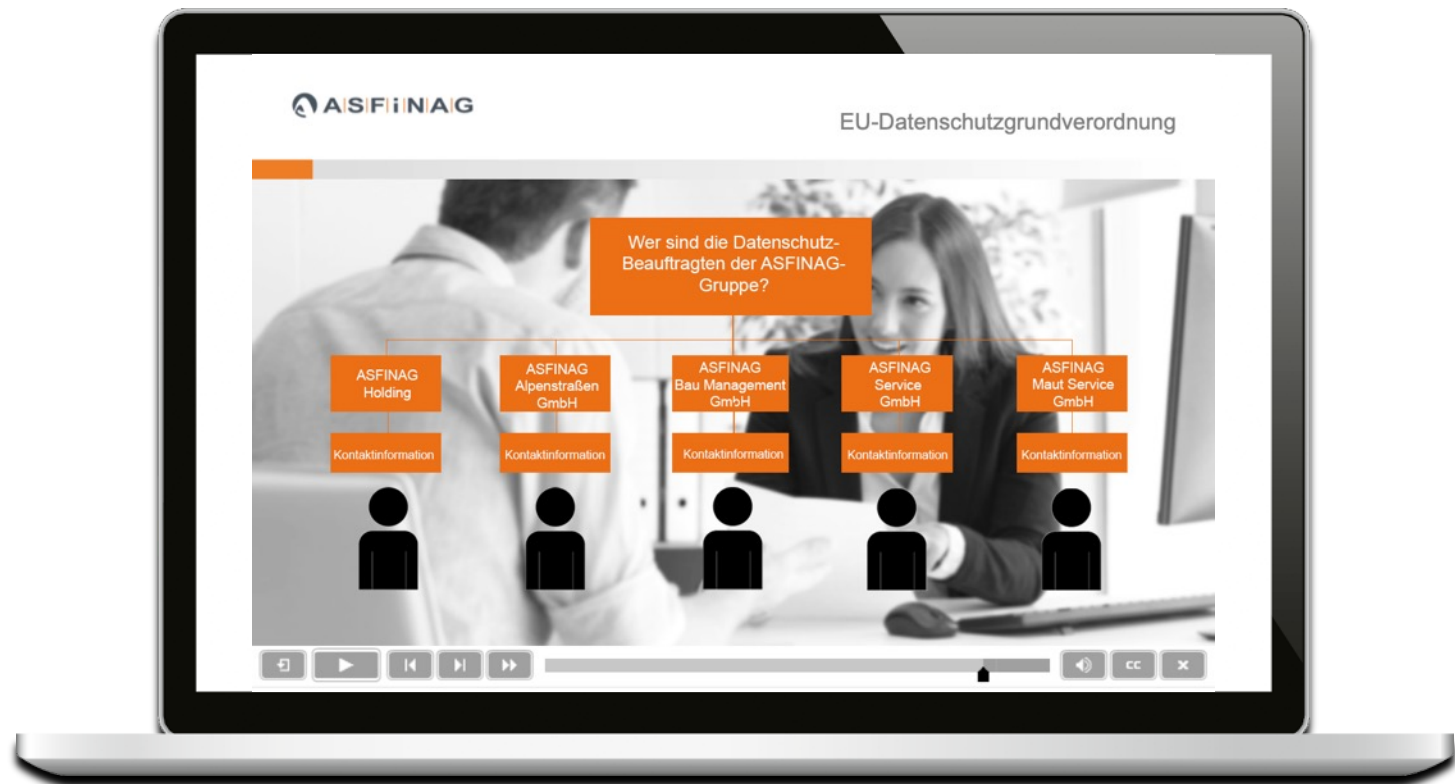 ASFiNAG
EU-Datenschutzgrundverordnung
Wer sind die Datenschutz-
Beauftragten der ASFINAG-
Gruppe?
ASFINAG
Holding
ASFINAG
Alpenstraßen
GmbH
ASFINAG
Bau Management
GmbH
ASFINAG
Service
GmbH
ASFINAG
Maut Service
GmbH
Kontaktinformation
Kontaktinformation
Kontaktinformation
Kontaktinformation
Kontaktinformation
CC